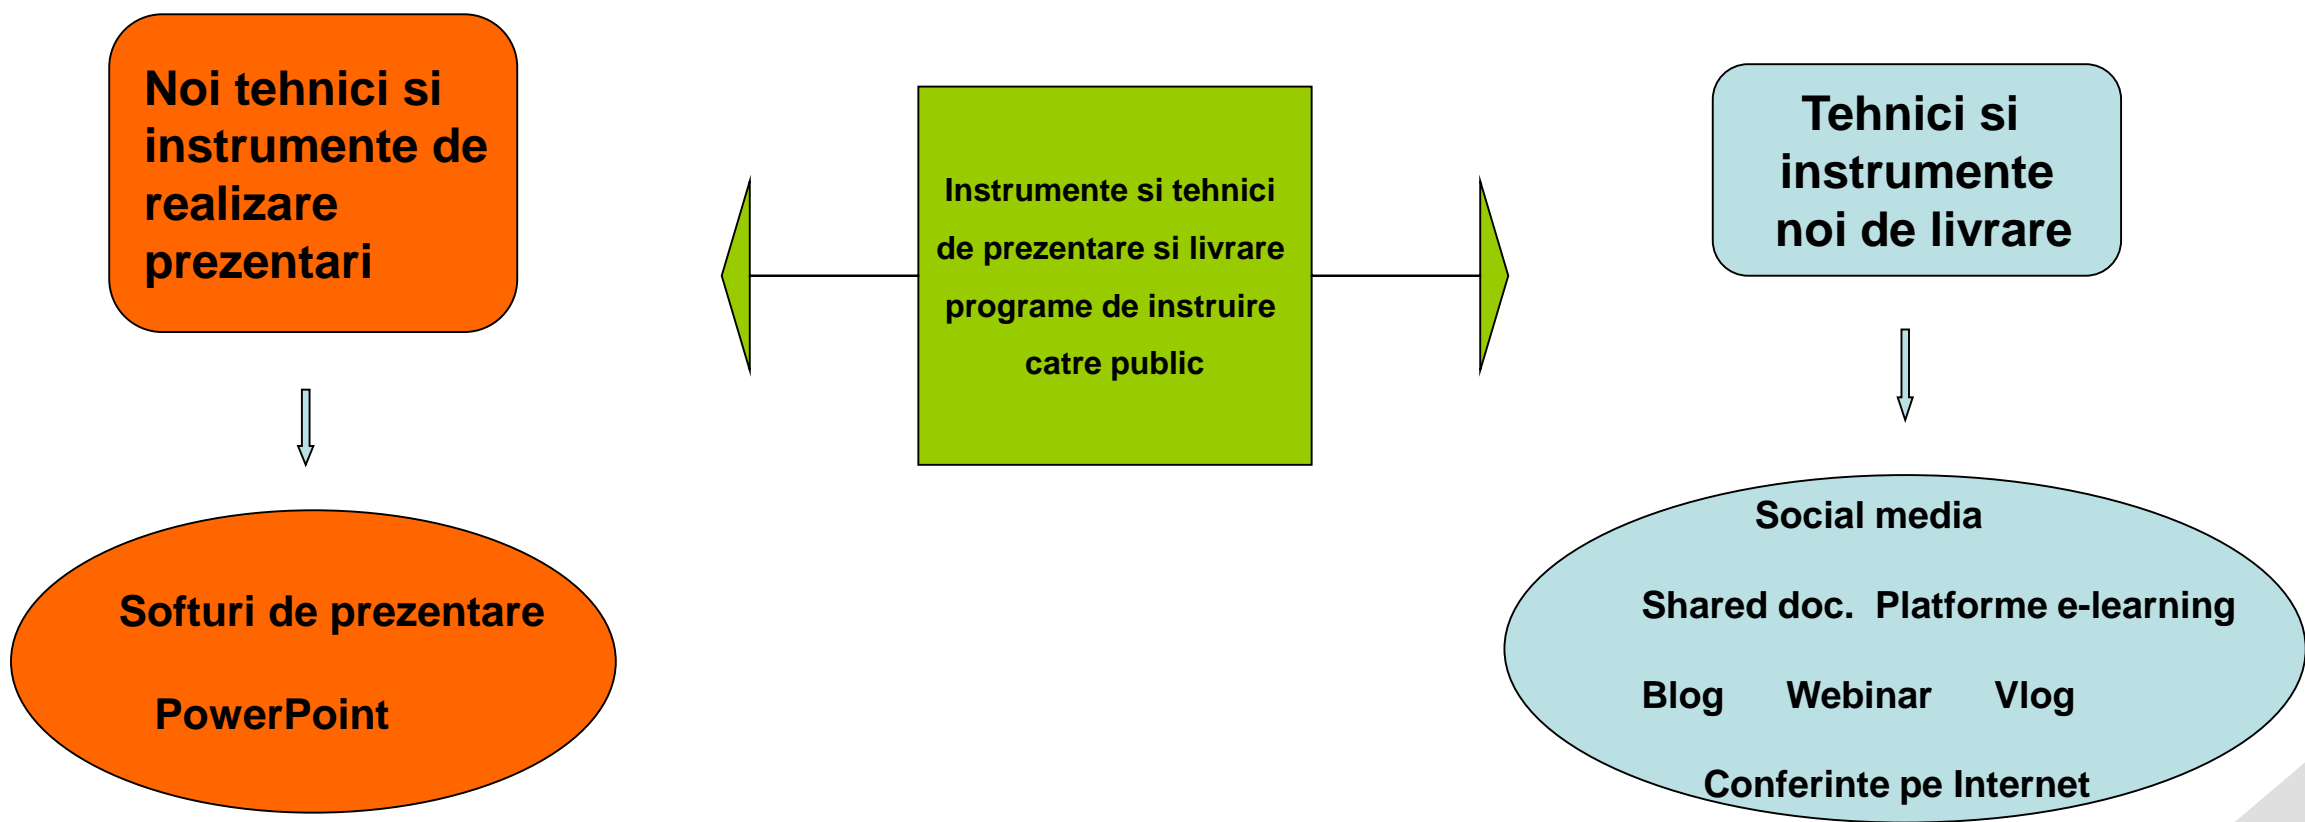 Noi tehnici si
instrumente de
realizare
prezentari
Softuri de prezentare
PowerPoint
Instrumente si tehnici
de prezentare si livrare
programe de instruire
catre public
Tehnici si
instrumente
noi de livrare
Social media
Shared doc. Platforme e-learning
Blog Webinar Vlog
Conferinte pe Internet